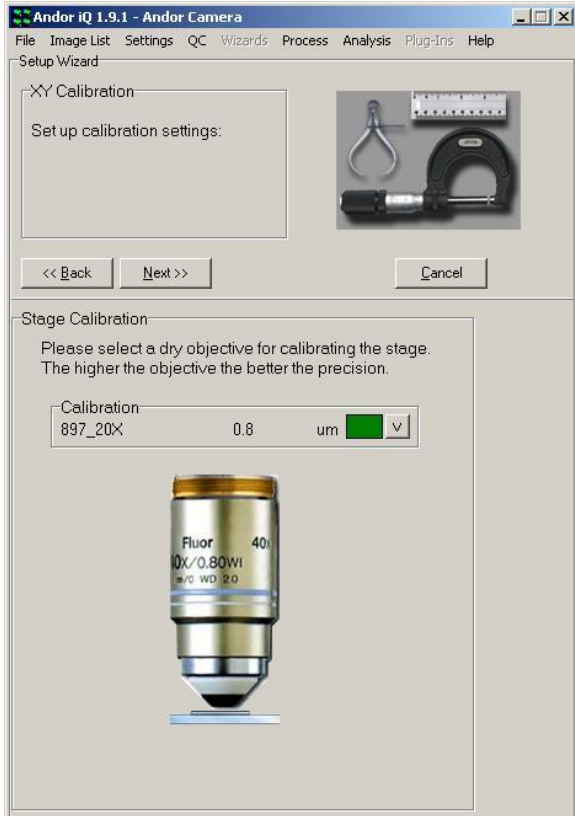 Andor iQ 1.9.1 - Andor Camera
File Image List Settings QC Wizards Process Analysis Plug-Ins Help
Setup Wizard
XY Calibration
Set up calibration settings:
<< Back Next >> Cancel
Stage Calibration
Please select a dry objective for calibrating the stage.
The higher the objective the better the precision.
Calibration
897_20X 0.8 um V
Fluor 40x
40X/0.80WI
WD 2.0